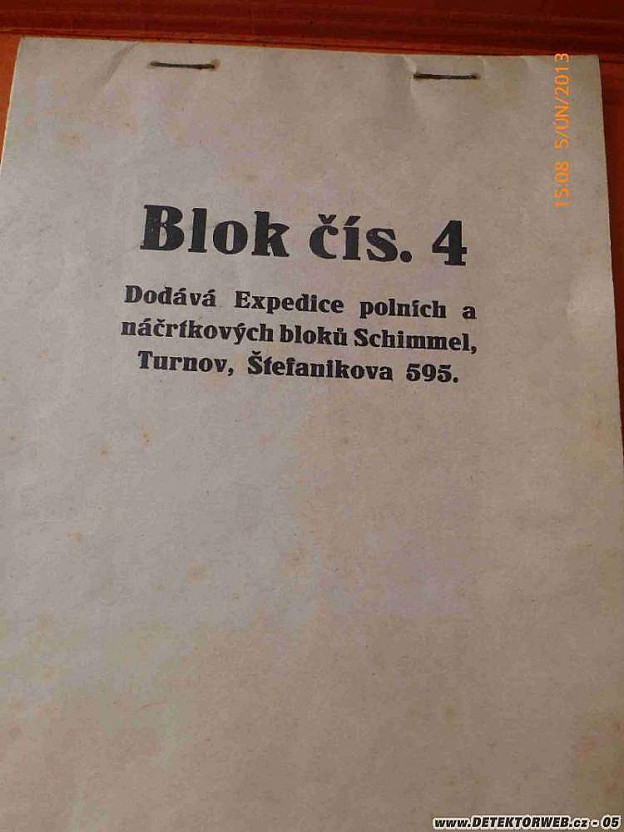 15:08 5/ÚN/2013
Blok čís. 4
Dodává Expedice polních a
náčrtkových bloků Schimmel,
Turnov, Štefanikova 595.
www.DETEKTORWEB.cz - 05